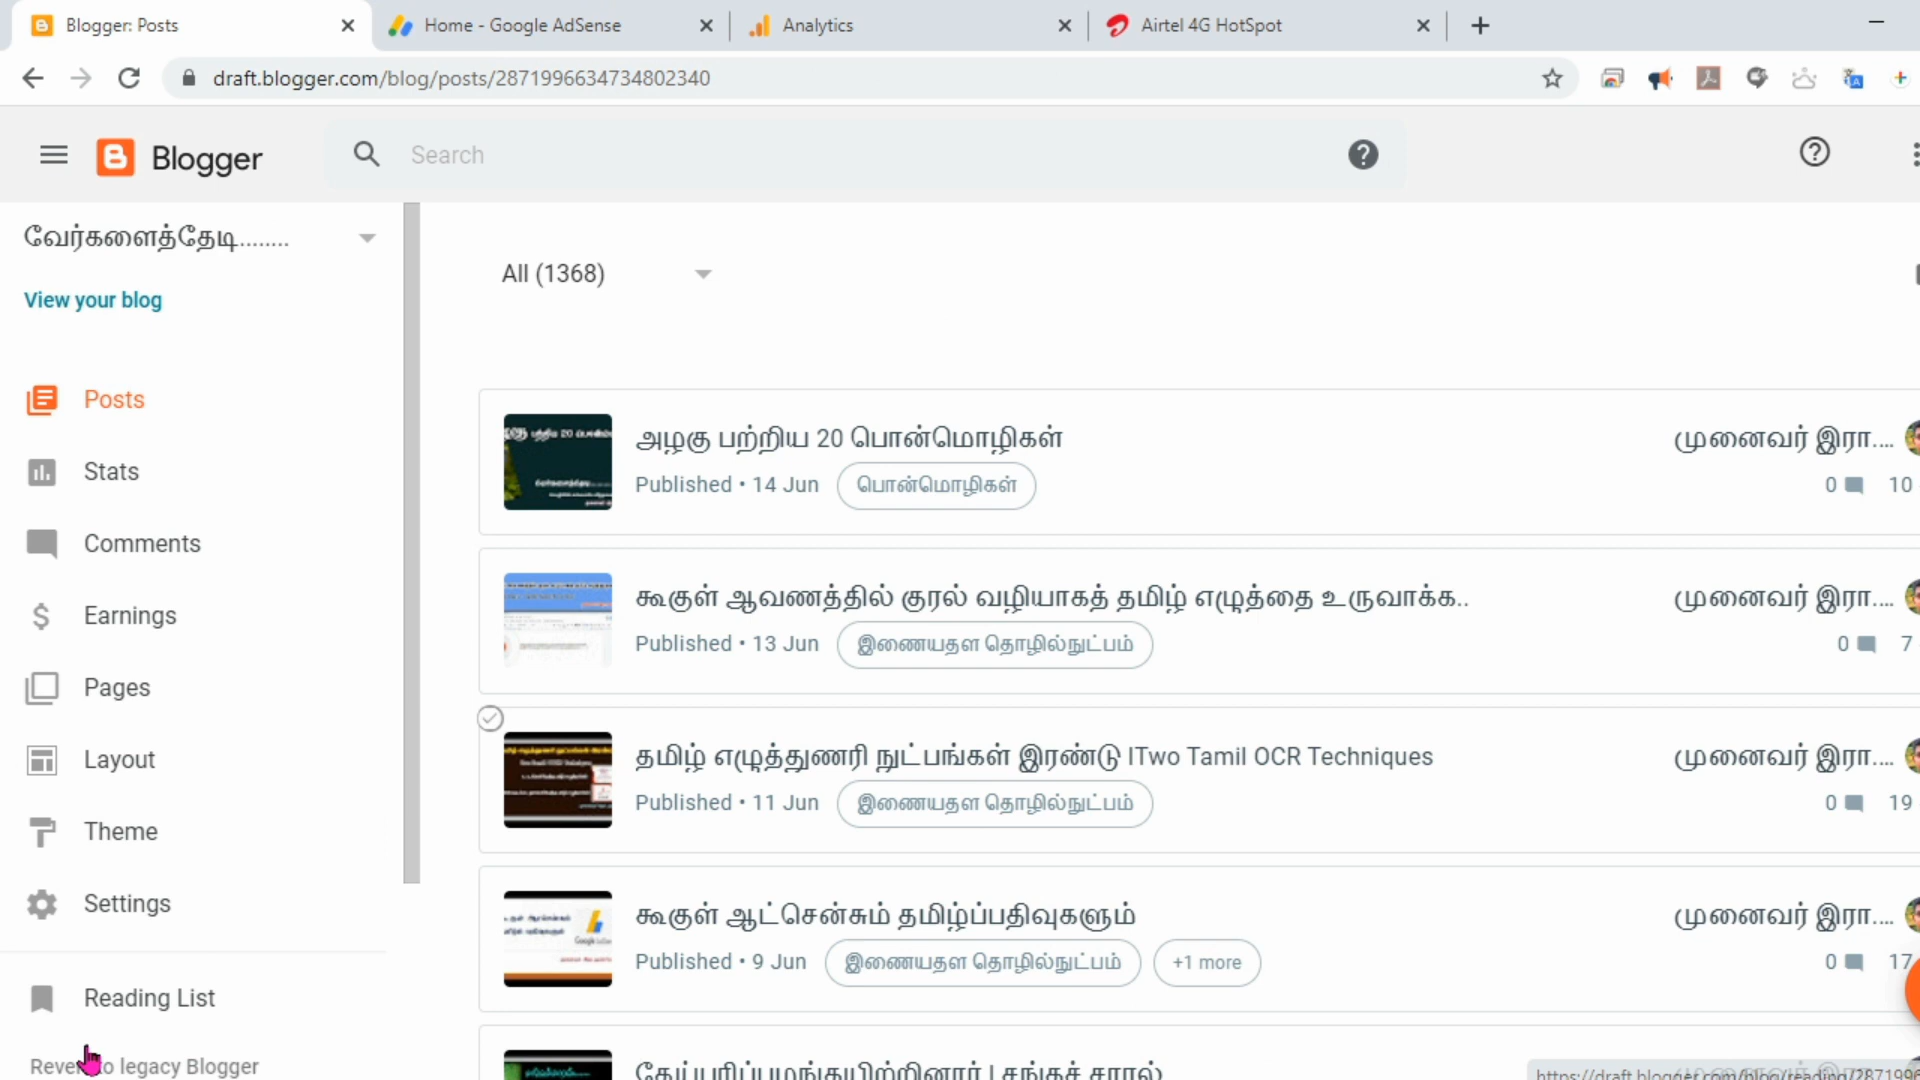 Blogger: Posts
Home - Google AdSense
Analytics
Airtel 4G HotSpot
draft.blogger.com/blog/posts/2871996634734802340
Blogger
Search
வேர்களைத்தேடி........
View your blog
Posts
Stats
Comments
Earnings
Pages
Layout
Theme
Settings
Reading List
to legacy Blogger
All (1368)
அழகு பற்றிய 20 பொன்மொழிகள்
முனைவர் இரா....
Published • 14 Jun
பொன்மொழிகள்
0
10
கூகுள் ஆவணத்தில் குரல் வழியாகத் தமிழ் எழுத்தை உருவாக்க..
முனைவர் இரா....
Published • 13 Jun
இணையதள தொழில்நுட்பம்
0
7
தமிழ் எழுத்துணரி நுட்பங்கள் இரண்டு lTwo Tamil OCR Techniques
முனைவர் இரா....
Published • 11 Jun
இணையதள தொழில்நுட்பம்
0
19
கூகுள் ஆட்சென்சும் தமிழ்ப்பதிவுகளும்
முனைவர் இரா....
Published • 9 Jun
இணையதள தொழில்நுட்பம்
+1 more
0
17